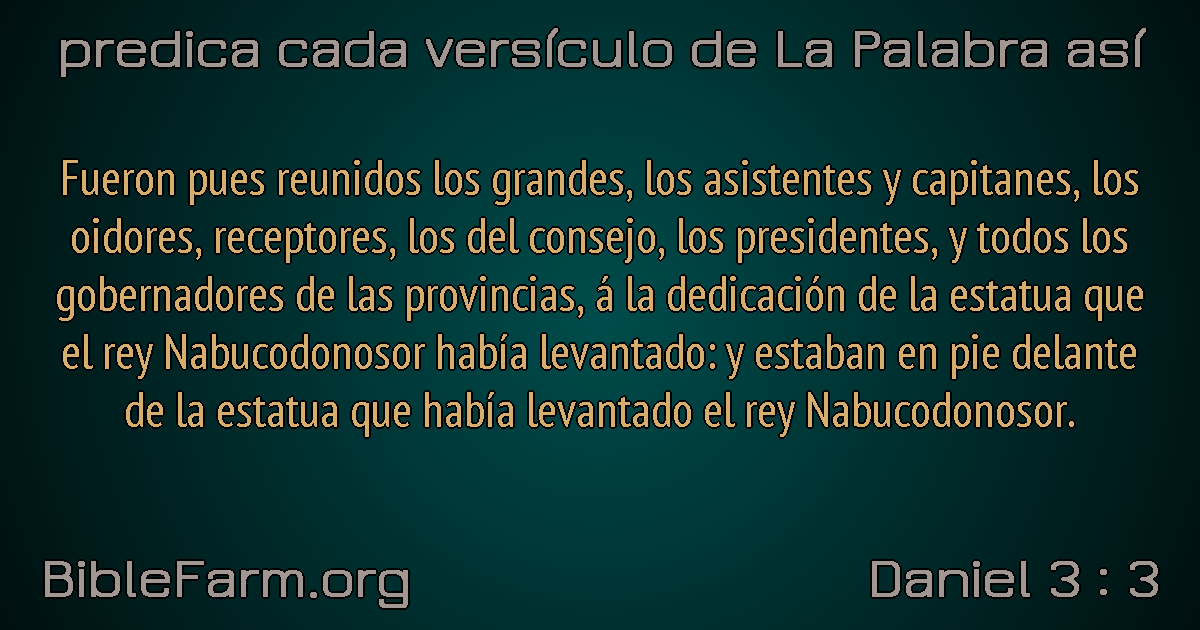 predica cada versículo de La Palabra así
Fueron pues reunidos los grandes, los asistentes y capitanes, los
oidores, receptores, los del consejo, los presidentes, y todos los
gobernadores de las provincias, á la dedicación de la estatua que
el rey Nabucodonosor había levantado: y estaban en pie delante
de la estatua que había levantado el rey Nabucodonosor.
BibleFarm.org
Daniel 3 : 3